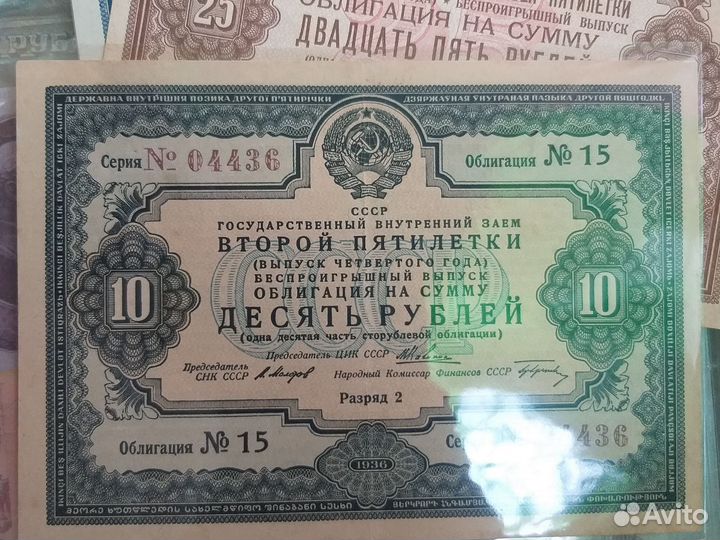 25
ПЯТИЛЕТКИ
БЕСПРОИГРЫШНЫЙ ВЫПУСК
ОБЛИГАЦИЯ НА СУММУ
ДВАДЦАТЬ ПЯТЬ РУБЛЕЙ
ДЕРЖАВНА ВНУТРІШНЯ ПОЗИКА ДРУГОЇ П'ЯТИРІЧКИ
ДЗЯРЖАЎНАЯ УНУТРАНАЯ ПАЗЫКА ДРУГОЙ ПЯЦІГОДКІ
Серия № 04436
Облигация № 15
СССР
ГОСУДАРСТВЕННЫЙ ВНУТРЕННИЙ ЗАЕМ
ВТОРОЙ ПЯТИЛЕТКИ
(ВЫПУСК ЧЕТВЕРТОГО ГОДА)
БЕСПРОИГРЫШНЫЙ ВЫПУСК
ОБЛИГАЦИЯ НА СУММУ
10
10
ДЕСЯТЬ РУБЛЕЙ
(одна десятая часть сторублевой облигации)
Председатель ЦИК СССР
Председатель
СНК СССР
Народный Комиссар Финансов СССР
Разряд 2
Облигация № 15
4436
1936
Avito